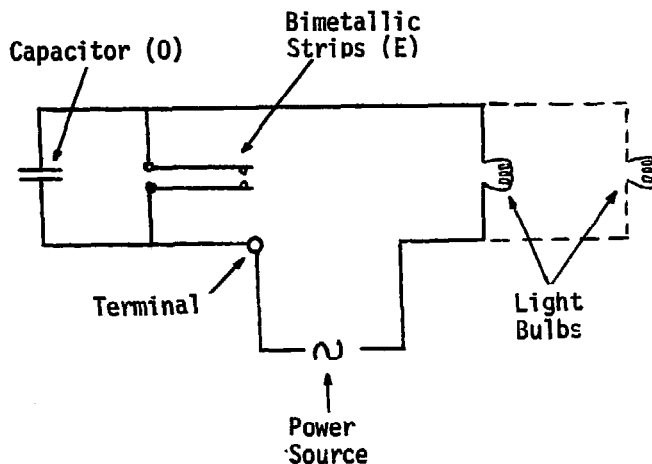 Bimetallic
Strips (E)
Capacitor (O)
Terminal
Light
Bulbs
Power
Source